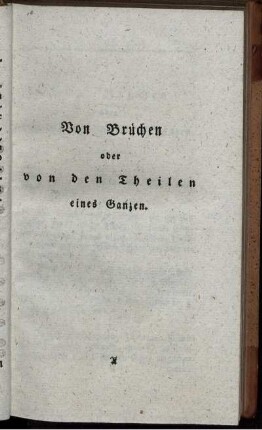 Von Brüchen
oder
von den Theilen
eines Ganzen.